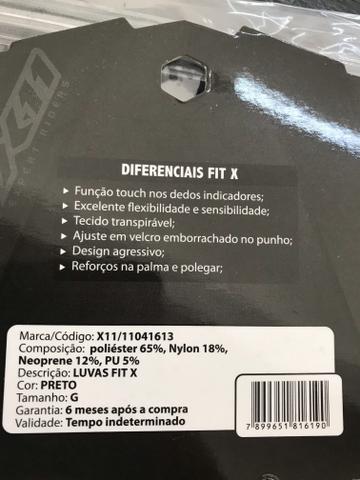 X11
EXPERT RIDERS
DIFERENCIAIS FIT X
▸ Função touch nos dedos indicadores;
▸ Excelente flexibilidade e sensibilidade;
▸ Tecido transpirável;
▸ Ajuste em velcro emborrachado no punho;
▸ Design agressivo;
▸ Reforços na palma e polegar;
Marca/Código: X11/11041613
Composição: poliéster 65%, Nylon 18%,
Neoprene 12%, PU 5%
Descrição: LUVAS FIT X
Cor: PRETO
Tamanho: G
Garantia: 6 meses após a compra
Validade: Tempo indeterminado
7 899651 816190